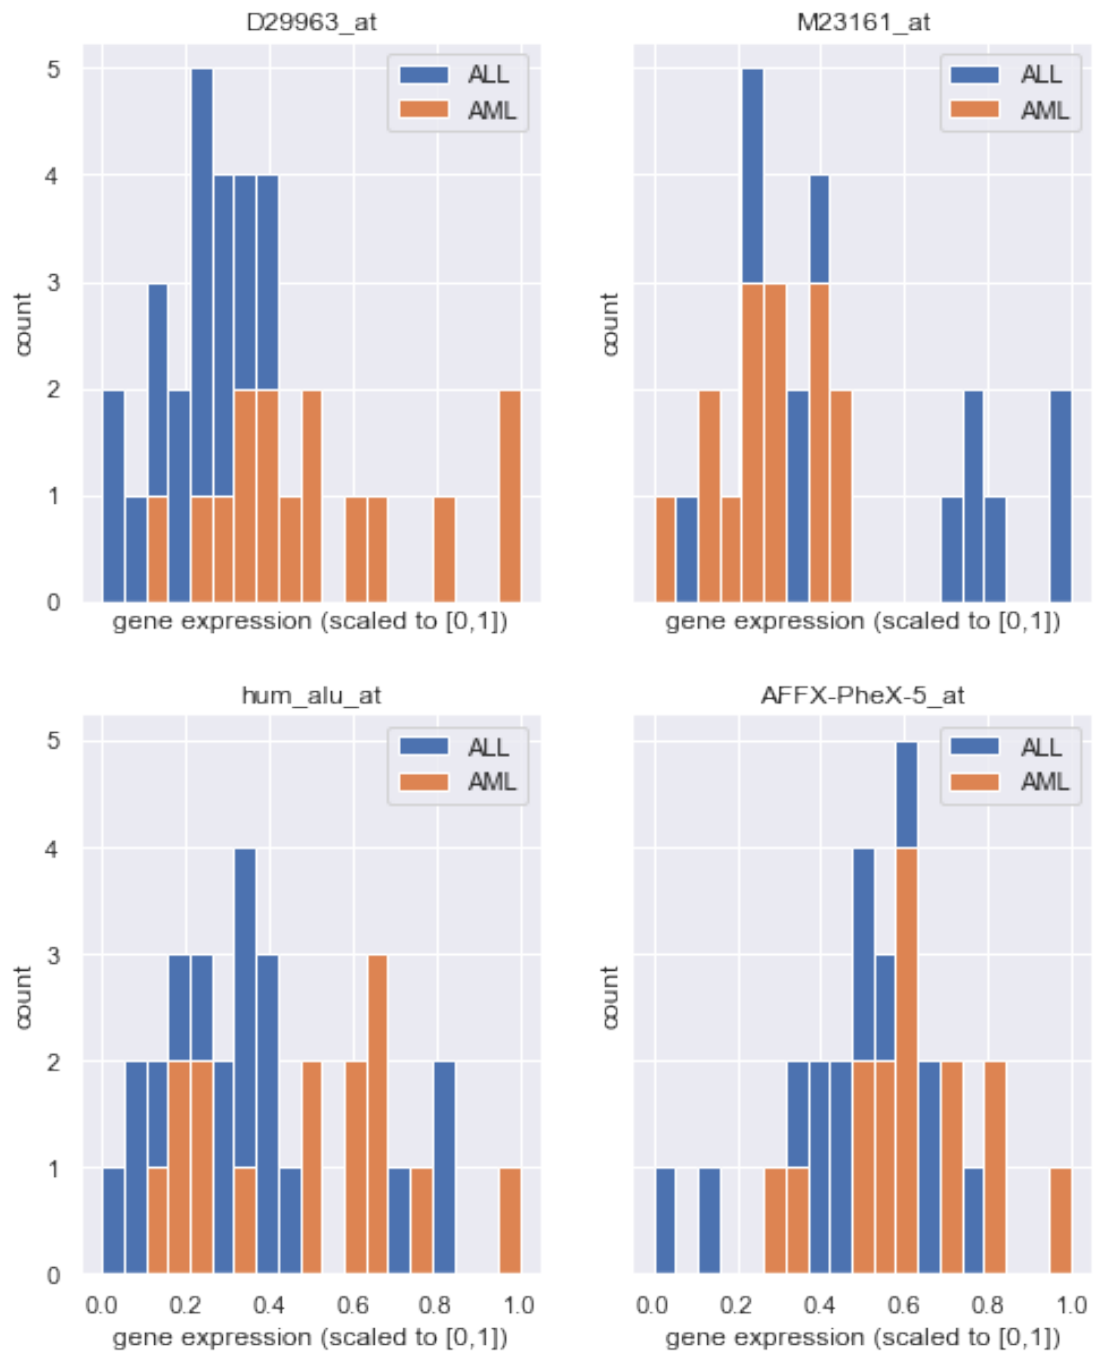 D29963_at
ALL
AML
5
4
3
2
1
0
count
gene expression (scaled to [0,1])
M23161_at
ALL
AML
count
gene expression (scaled to [0,1])
hum_alu_at
ALL
AML
5
4
3
2
1
0
count
0.0 0.2 0.4 0.6 0.8 1.0
gene expression (scaled to [0,1])
AFFX-PheX-5_at
ALL
AML
count
0.0 0.2 0.4 0.6 0.8 1.0
gene expression (scaled to [0,1])